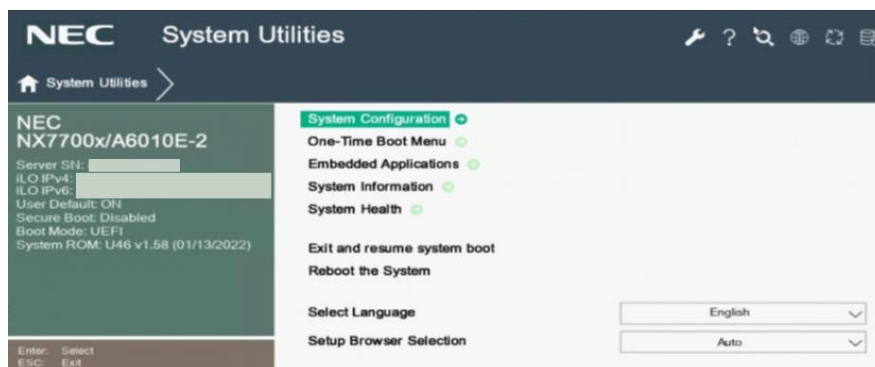 NEC System Utilities
System Utilities
NEC
NX7700x/A6010E-2
Server SN:
iLO IPv4:
iLO IPv6:
User Default: ON
Secure Boot: Disabled
Boot Mode: UEFI
System ROM: U46 v1.58 (01/13/2022)
Enter: Select
ESC: Exit
System Configuration
One-Time Boot Menu
Embedded Applications
System Information
System Health
Exit and resume system boot
Reboot the System
Select Language English
Setup Browser Selection Auto